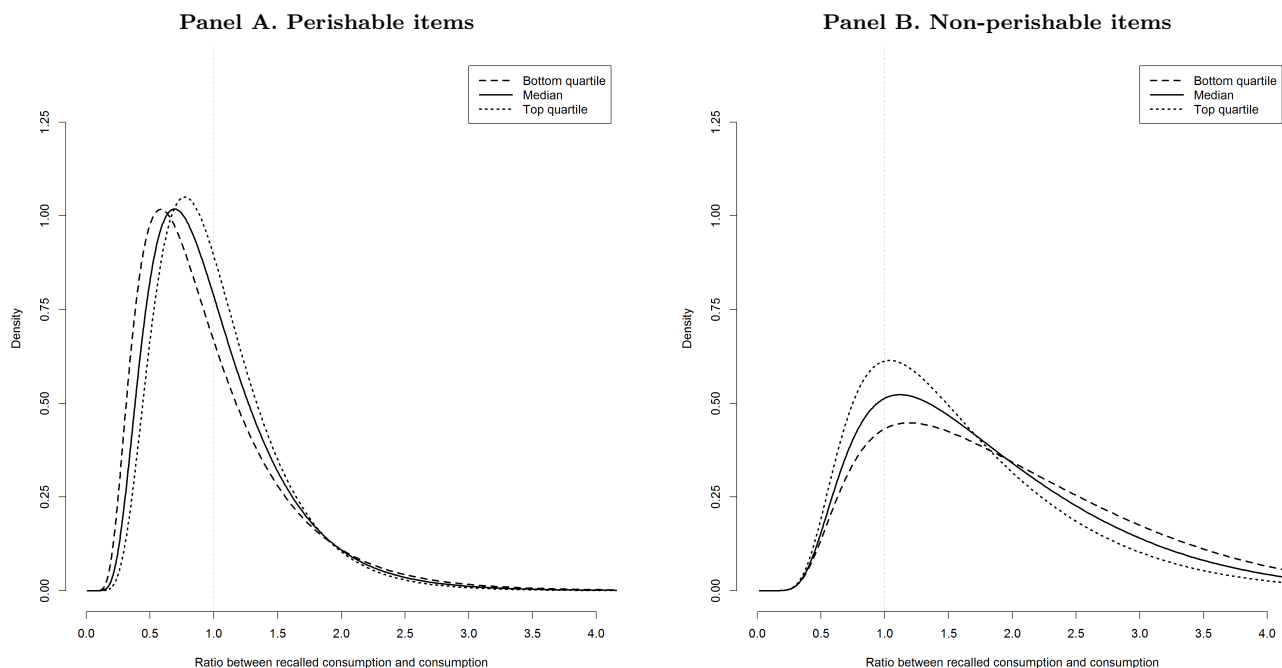 Panel A. Perishable items
Bottom quartile
Median
Top quartile
1.25
1.00
0.75
0.50
0.25
0.00
Density
0.0 0.5 1.0 1.5 2.0 2.5 3.0 3.5 4.0
Ratio between recalled consumption and consumption
Panel B. Non-perishable items
Bottom quartile
Median
Top quartile
1.25
1.00
0.75
0.50
0.25
0.00
Density
0.0 0.5 1.0 1.5 2.0 2.5 3.0 3.5 4.0
Ratio between recalled consumption and consumption